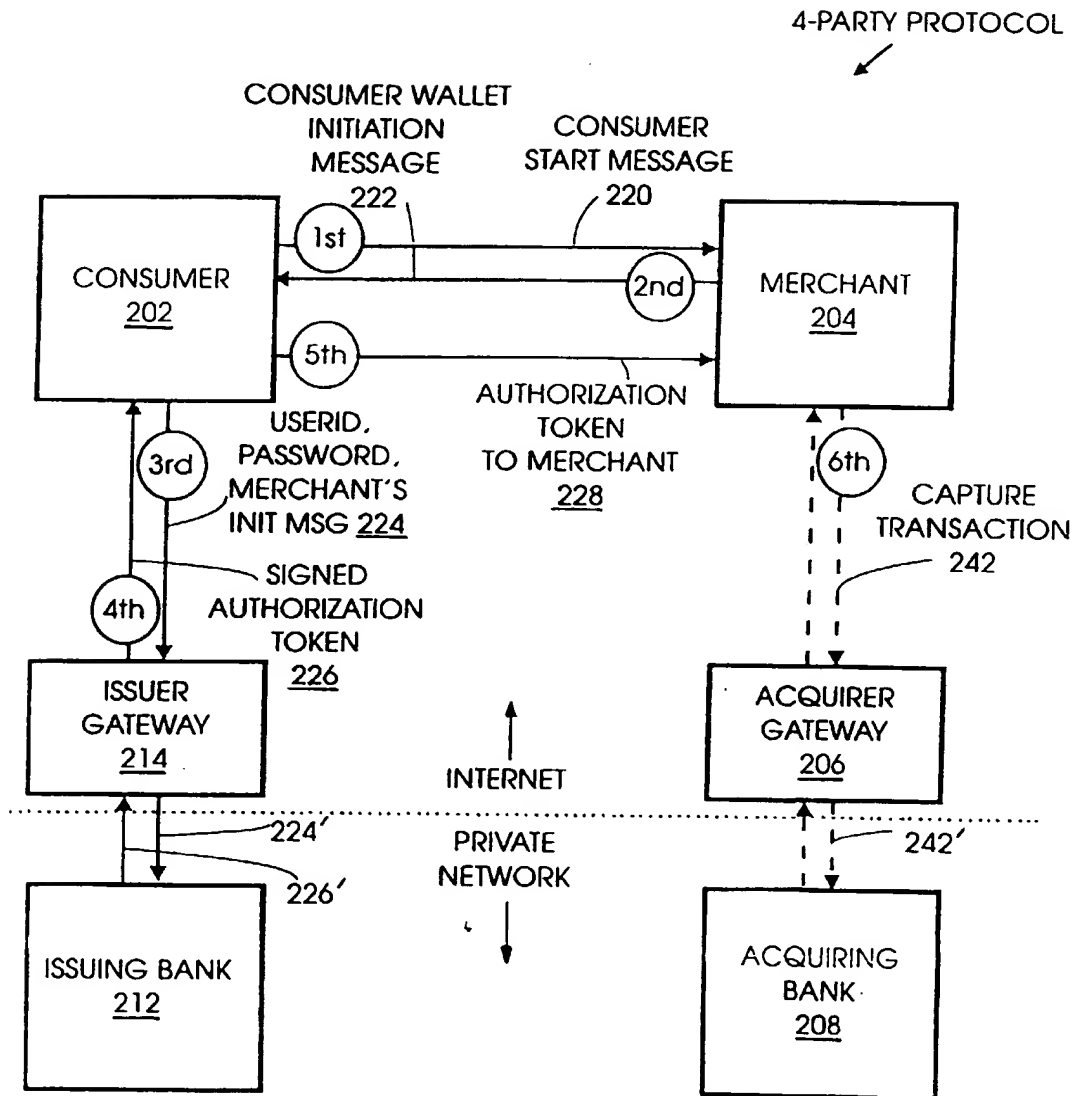 4-PARTY PROTOCOL
CONSUMER WALLET
INITIATION
MESSAGE
222
CONSUMER
START MESSAGE
220
1st
CONSUMER
202
2nd
MERCHANT
204
5th
AUTHORIZATION
TOKEN
TO MERCHANT
228
3rd
USERID,
PASSWORD,
MERCHANT'S
INIT MSG 224
6th
CAPTURE
TRANSACTION
242
4th
SIGNED
AUTHORIZATION
TOKEN
226
ISSUER
GATEWAY
214
ACQUIRER
GATEWAY
206
INTERNET
224'
226'
PRIVATE
NETWORK
242'
ISSUING BANK
212
ACQUIRING
BANK
208